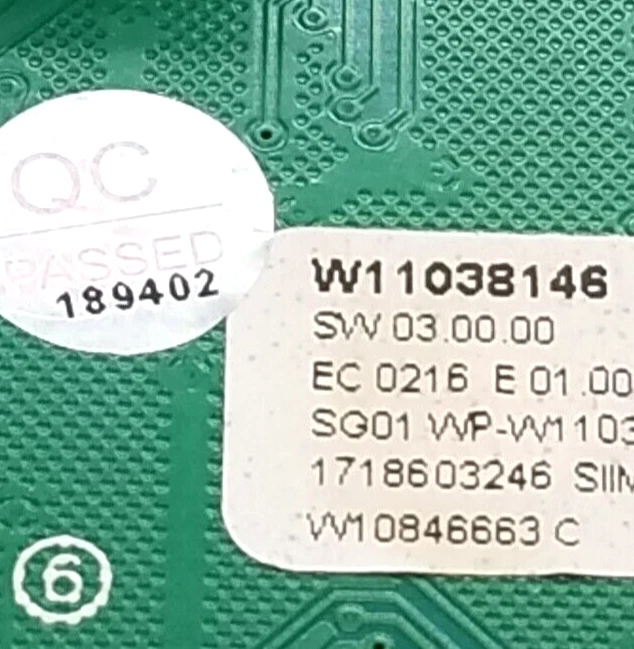 QC
PASSED
189402
W11038146
SW 03.00.00
EC 0216 E 01.00
SG01 WP-W1103
1718603246 SIIN
W10846663 C
6